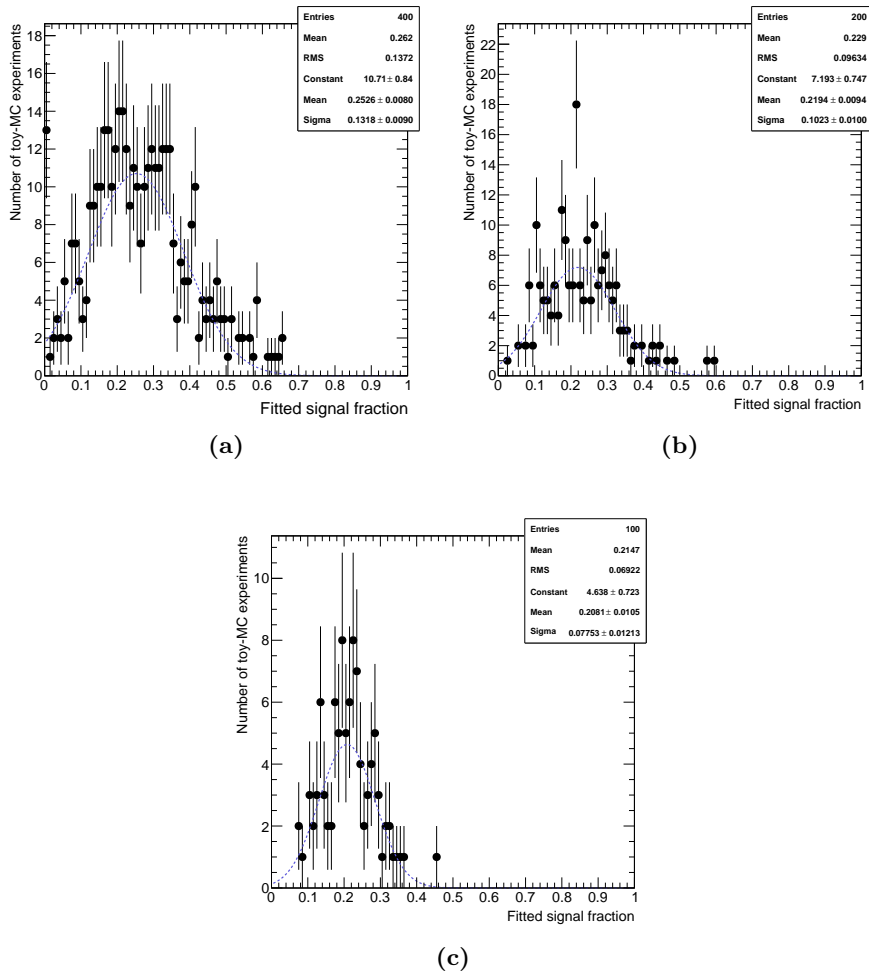 Entries 400
Mean 0.262
RMS 0.1372
Constant 10.71 ± 0.84
Mean 0.2526 ± 0.0080
Sigma 0.1318 ± 0.0090
Number of toy-MC experiments
18
16
14
12
10
8
6
4
2
0
0 0.1 0.2 0.3 0.4 0.5 0.6 0.7 0.8 0.9 1
Fitted signal fraction
(a)
Entries 200
Mean 0.229
RMS 0.09634
Constant 7.193 ± 0.747
Mean 0.2194 ± 0.0094
Sigma 0.1023 ± 0.0100
Number of toy-MC experiments
22
20
18
16
14
12
10
8
6
4
2
0
0 0.1 0.2 0.3 0.4 0.5 0.6 0.7 0.8 0.9 1
Fitted signal fraction
(b)
Entries 100
Mean 0.2147
RMS 0.06922
Constant 4.638 ± 0.723
Mean 0.2081 ± 0.0105
Sigma 0.07753 ± 0.01213
Number of toy-MC experiments
10
8
6
4
2
0
0 0.1 0.2 0.3 0.4 0.5 0.6 0.7 0.8 0.9 1
Fitted signal fraction
(c)